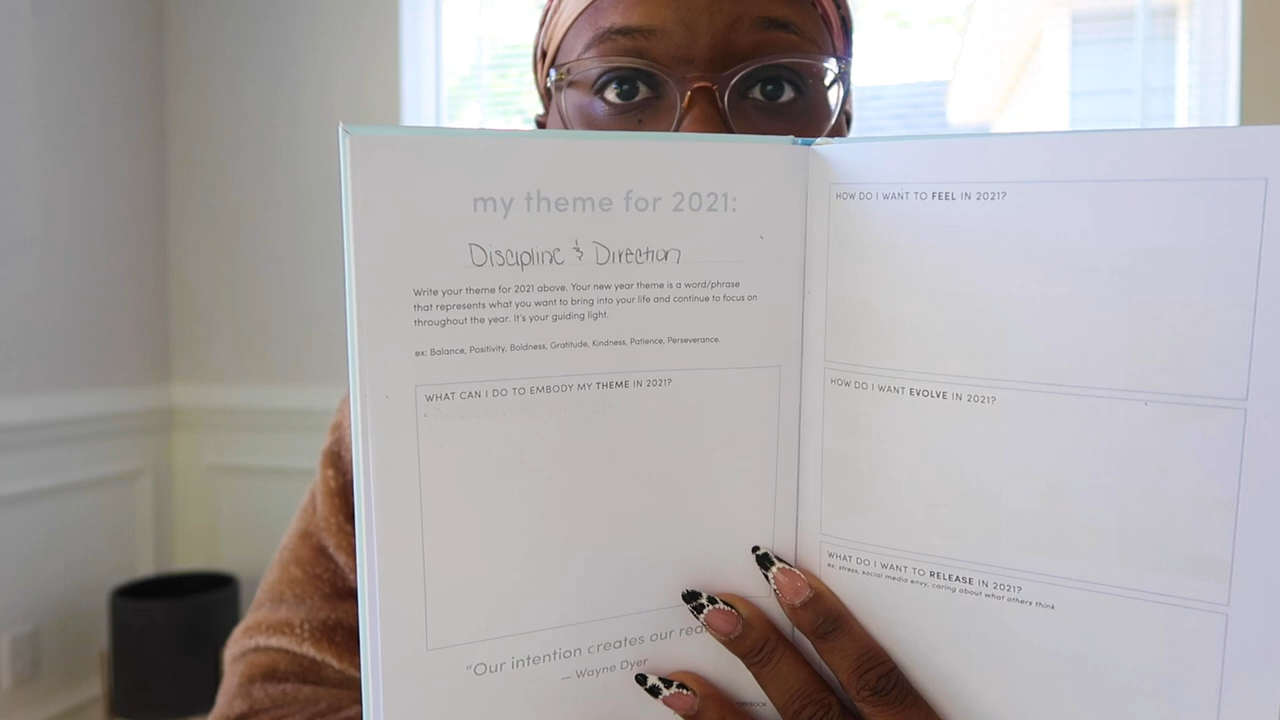 my theme for 2021:
Discipline & Direction
Write your theme for 2021 above. Your new year theme is a word/phrase
that represents what you want to bring into your life and continue to focus on
throughout the year. It's your guiding light.
ex: Balance, Positivity, Boldness, Gratitude, Kindness, Patience, Perseverance.
WHAT CAN I DO TO EMBODY MY THEME IN 2021?
"Our intention creates our
— Wayne Dyer
HOW DO I WANT TO FEEL IN 2021?
HOW DO I WANT EVOLVE IN 2021?
WHAT DO I WANT TO RELEASE IN 2021?
ex: stress, social media envy, caring about what others think